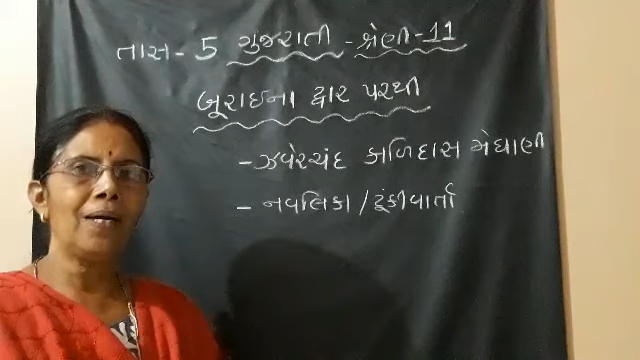 તાસ - 5 ગુજરાતી - શ્રેણી - 11
બૂરાઇના દ્વાર પરથી
- ઝવેરચંદ કાળિદાસ મેઘાણી
- નવલિકા / ટૂંકીવાર્તા